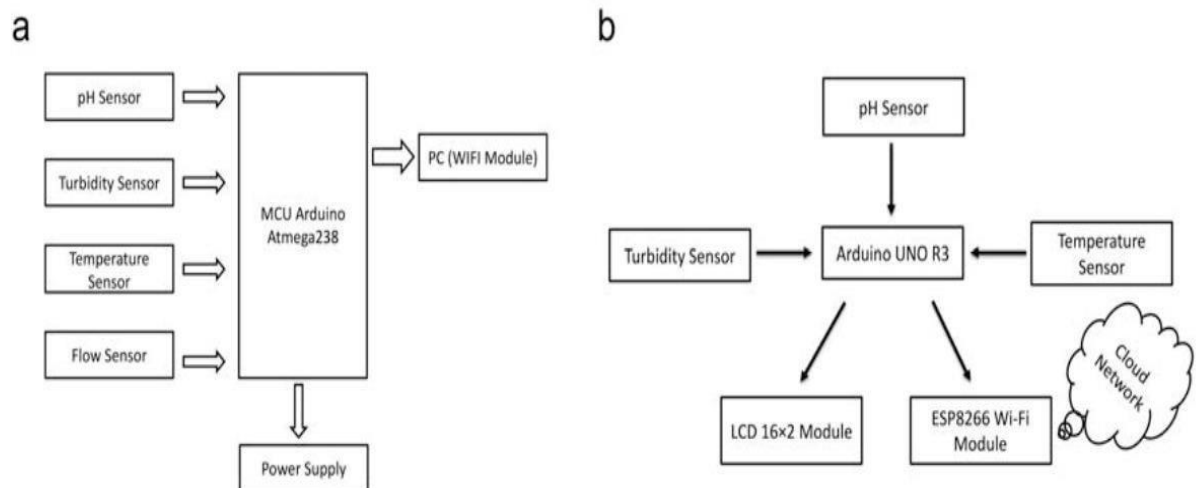 a
pH Sensor
Turbidity Sensor
Temperature
Sensor
Flow Sensor
MCU Arduino
Atmega238
PC (WIFI Module)
Power Supply
b
pH Sensor
Turbidity Sensor
Arduino UNO R3
Temperature
Sensor
LCD 16×2 Module
ESP8266 Wi-Fi
Module
Cloud
Network